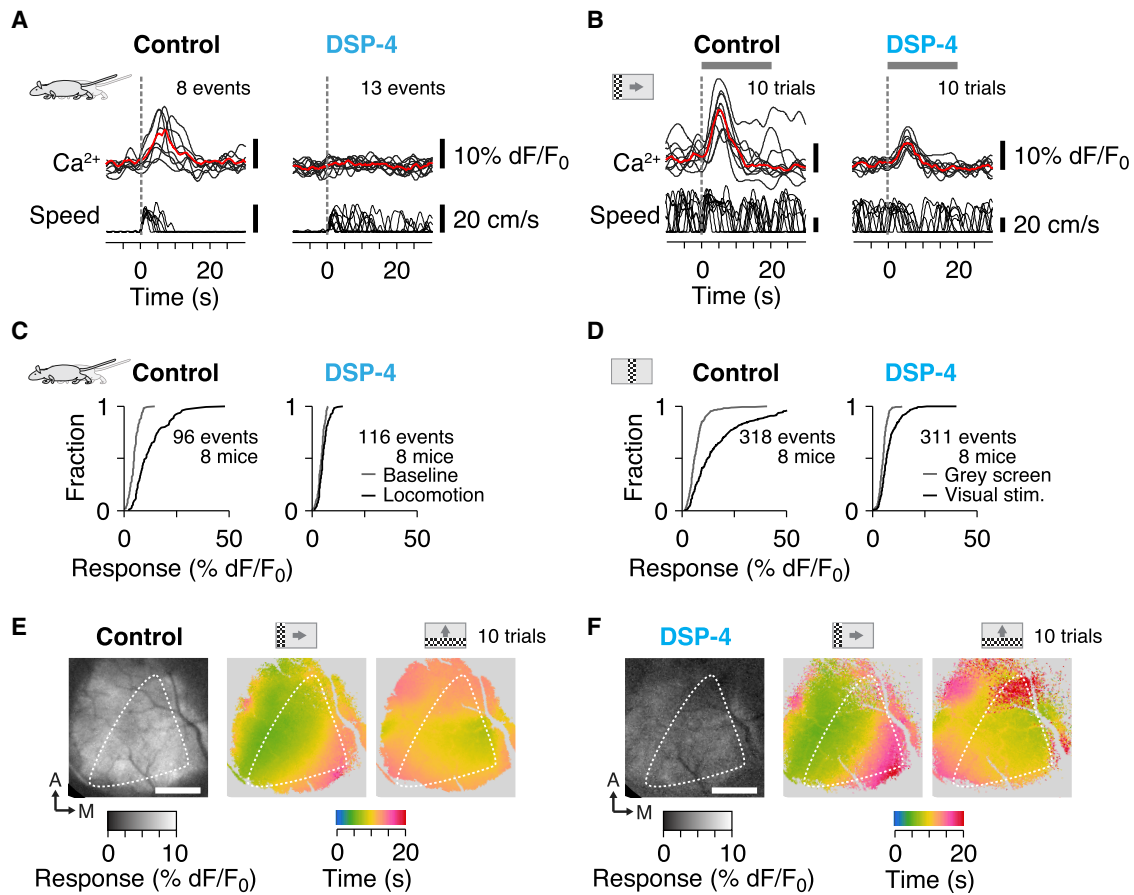 A
Control
DSP-4
8 events
13 events
Ca2+
10% dF/F0
Speed
20 cm/s
0 20 0 20
Time (s)
B
Control
DSP-4
10 trials
10 trials
Ca2+
10% dF/F0
Speed
20 cm/s
0 20 0 20
Time (s)
C
Control
DSP-4
Fraction
1
0
96 events
8 mice
0 50
1
0
116 events
8 mice
Baseline
Locomotion
0 50
Response (% dF/F0)
D
Control
DSP-4
Fraction
1
0
318 events
8 mice
0 50
1
0
311 events
8 mice
Grey screen
Visual stim.
0 50
Response (% dF/F0)
E
Control
10 trials
A
M
0 10
Response (% dF/F0)
0 20
Time (s)
F
DSP-4
10 trials
A
M
0 10
Response (% dF/F0)
0 20
Time (s)